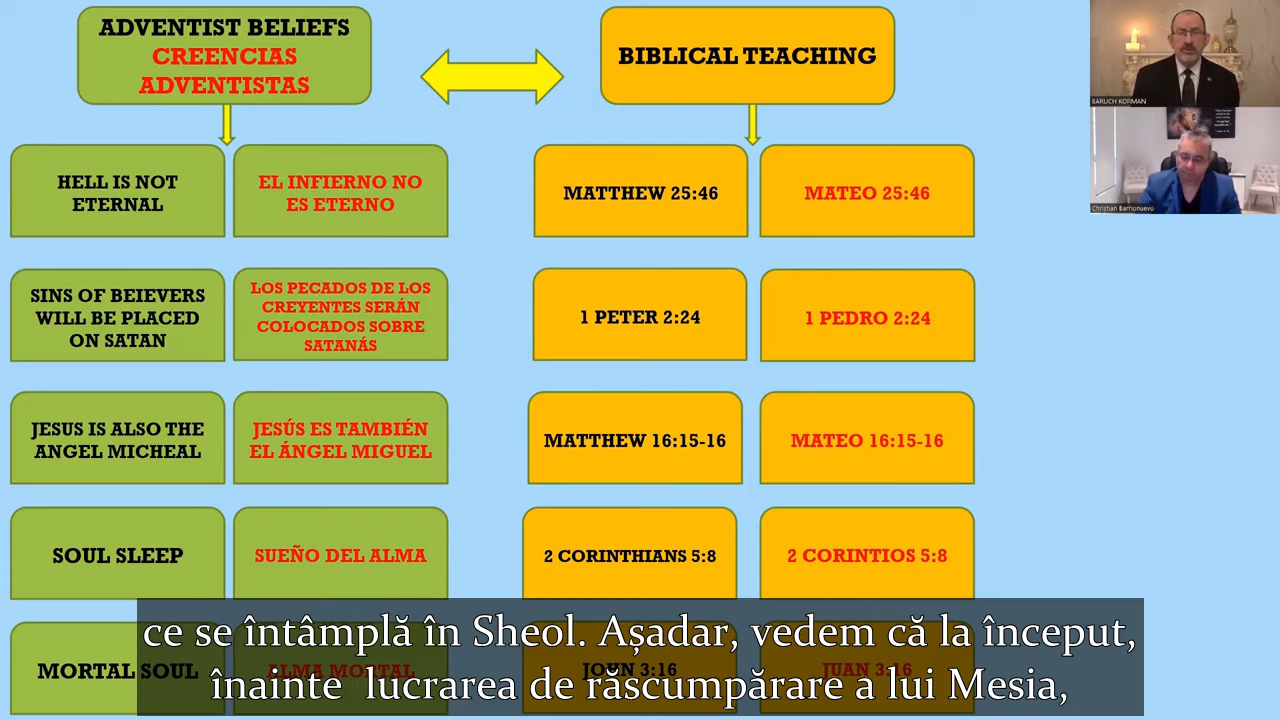 ADVENTIST BELIEFS
CREENCIAS
ADVENTISTAS
BIBLICAL TEACHING
HELL IS NOT
ETERNAL
EL INFIERNO NO
ES ETERNO
MATTHEW 25:46
MATEO 25:46
SINS OF BEIEVERS
WILL BE PLACED
ON SATAN
LOS PECADOS DE LOS
CREYENTES SERÁN
COLOCADOS SOBRE
SATANÁS
1 PETER 2:24
1 PEDRO 2:24
JESUS IS ALSO THE
ANGEL MICHEAL
JESÚS ES TAMBIÉN
EL ÁNGEL MIGUEL
MATTHEW 16:15-16
MATEO 16:15-16
SOUL SLEEP
SUEÑO DEL ALMA
2 CORINTHIANS 5:8
2 CORINTIOS 5:8
MORTAL SOUL
ALMA MORTAL
JOHN 3:16
JUAN 3:16
ce se întâmplă în Sheol. Așadar, vedem că la început,
înainte lucrarea de răscumpărare a lui Mesia,
BARUCH KORMAN
Christian Barrionuevo